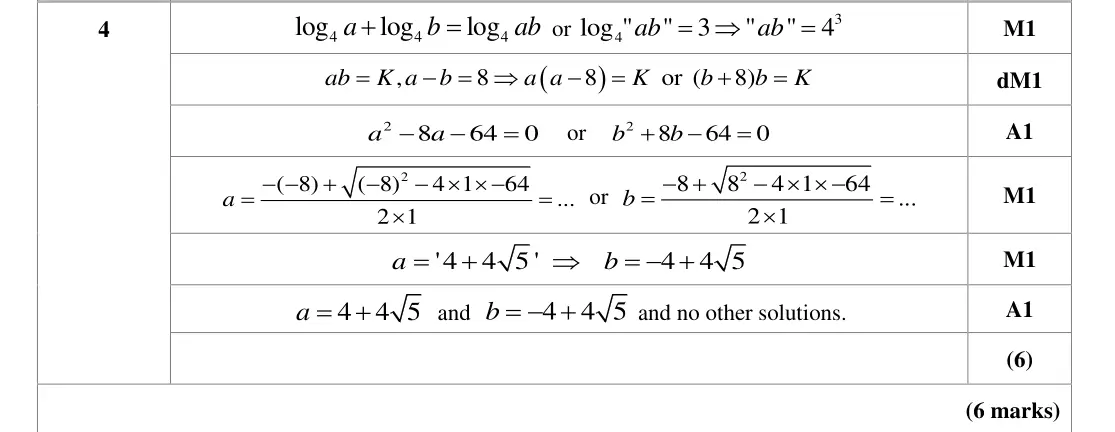 4 log₄ a + log₄ b = log₄ ab or log₄ "ab" = 3 ⇒ "ab" = 4³ M1
ab = K, a − b = 8 ⇒ a(a − 8) = K or (b + 8)b = K dM1
a² − 8a − 64 = 0 or b² + 8b − 64 = 0 A1
a = (−(−8) + √((−8)² − 4×1×−64))/(2×1) = ... or b = (−8 + √(8² − 4×1×−64))/(2×1) = ... M1
a = '4 + 4√5' ⇒ b = −4 + 4√5 M1
a = 4 + 4√5 and b = −4 + 4√5 and no other solutions. A1
(6)
(6 marks)